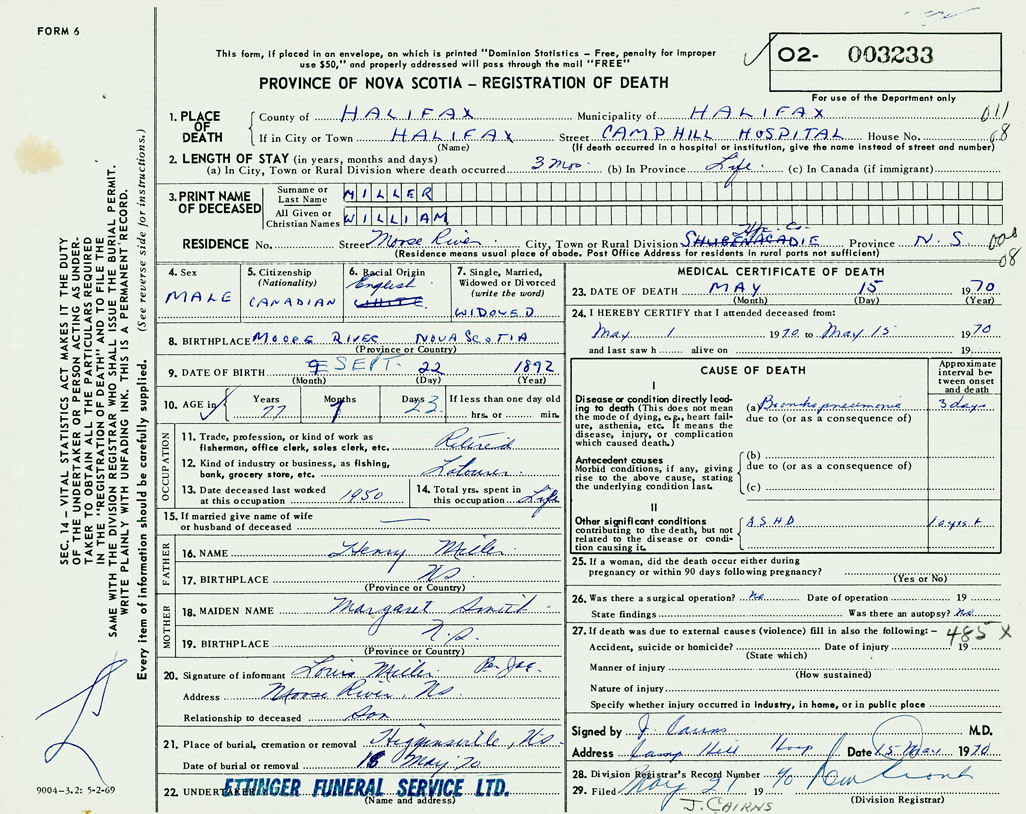 FORM 6
This form, if placed in an envelope, on which is printed "Dominion Statistics – Free, penalty for improper
use $50," and properly addressed will pass through the mail "FREE"
O2- 003233
PROVINCE OF NOVA SCOTIA – REGISTRATION OF DEATH
For use of the Department only
1. PLACE OF DEATH
County of HALIFAX Municipality of HALIFAX 011
If in City or Town HALIFAX Street CAMP HILL HOSPITAL House No. 08
(Name) (If death occurred in a hospital or institution, give the name instead of street and number)
2. LENGTH OF STAY (in years, months and days)
(a) In City, Town or Rural Division where death occurred 3 Mos. (b) In Province Life (c) In Canada (if immigrant)
3. PRINT NAME OF DECEASED
Surname or Last Name MILLER
All Given or Christian Names WILLIAM
Hfx. Co.
RESIDENCE No. Street Moose River City, Town or Rural Division SHUBENACADIE Province N.S
(Residence means usual place of abode. Post Office Address for residents in rural parts not sufficient)
08
4. Sex MALE
5. Citizenship (Nationality) CANADIAN
6. Racial Origin English WHITE
7. Single, Married, Widowed or Divorced (write the word) WIDOWED
8. BIRTHPLACE MOOSE RIVER NOVA SCOTIA
(Province or Country)
9. DATE OF BIRTH 9 SEPT. 22 1892
(Month) (Day) (Year)
10. AGE in Years 77 Months 7 Days 23 If less than one day old
hrs. or min.
OCCUPATION
11. Trade, profession, or kind of work as
fisherman, office clerk, sales clerk, etc. Retired
12. Kind of industry or business, as fishing,
bank, grocery store, etc. Labourer
13. Date deceased last worked
at this occupation 1950
14. Total yrs. spent in
this occupation Life
15. If married give name of wife
or husband of deceased —
FATHER
16. NAME Henry Miller
17. BIRTHPLACE NS
(Province or Country)
MOTHER
18. MAIDEN NAME Margaret Smith
19. BIRTHPLACE N.S.
(Province or Country)
20. Signature of informant Louis Miller
Address Moose River, NS
Relationship to deceased Son
21. Place of burial, cremation or removal Higginsville, NS
Date of burial or removal 18 May 70
22. UNDERTAKER ETTINGER FUNERAL SERVICE LTD.
(Name and address)
MEDICAL CERTIFICATE OF DEATH
23. DATE OF DEATH MAY 15 1970
(Month) (Day) (Year)
24. I HEREBY CERTIFY that I attended deceased from:
May 1 1970 to May 15 1970
and last saw h alive on 19
CAUSE OF DEATH
Approximate interval between onset and death
I
Disease or condition directly leading
to death (This does not mean
the mode of dying, e.g., heart failure,
asthenia, etc. It means the
disease, injury, or complication
which caused death.)
(a) Bronchopneumonia 3 days
due to (or as a consequence of)
Antecedent causes
Morbid conditions, if any, giving
rise to the above cause, stating
the underlying condition last.
(b)
due to (or as a consequence of)
(c)
II
Other significant conditions
contributing to the death, but not
related to the disease or condition
causing it.
A.S.H.D
25. If a woman, did the death occur either during
pregnancy or within 90 days following pregnancy?
(Yes or No)
26. Was there a surgical operation? No Date of operation 19
State findings Was there an autopsy? No
27. If death was due to external causes (violence) fill in also the following:– 485 X
Accident, suicide or homicide? Date of injury 19
(State which)
Manner of injury
(How sustained)
Nature of injury
Specify whether injury occurred in industry, in home, or in public place
Signed by J. Cairns M.D.
Address Camp Hill Hosp Date 15 May 1970
28. Division Registrar's Record Number
29. Filed May 21 1970
(Division Registrar)
J. CAIRNS
SEC. 14 – VITAL STATISTICS ACT MAKES IT THE DUTY
OF THE UNDERTAKER OR PERSON ACTING AS UNDER-
TAKER TO OBTAIN ALL THE PARTICULARS REQUIRED
IN THE "REGISTRATION OF DEATH" AND TO FILE THE
SAME WITH THE DIVISION REGISTRAR WHO SHALL ISSUE THE BURIAL PERMIT.
WRITE PLAINLY WITH UNFADING INK. THIS IS A PERMANENT RECORD.
Every item of information should be carefully supplied. (See reverse side for instructions.)
9004-3.2: 5-2-69